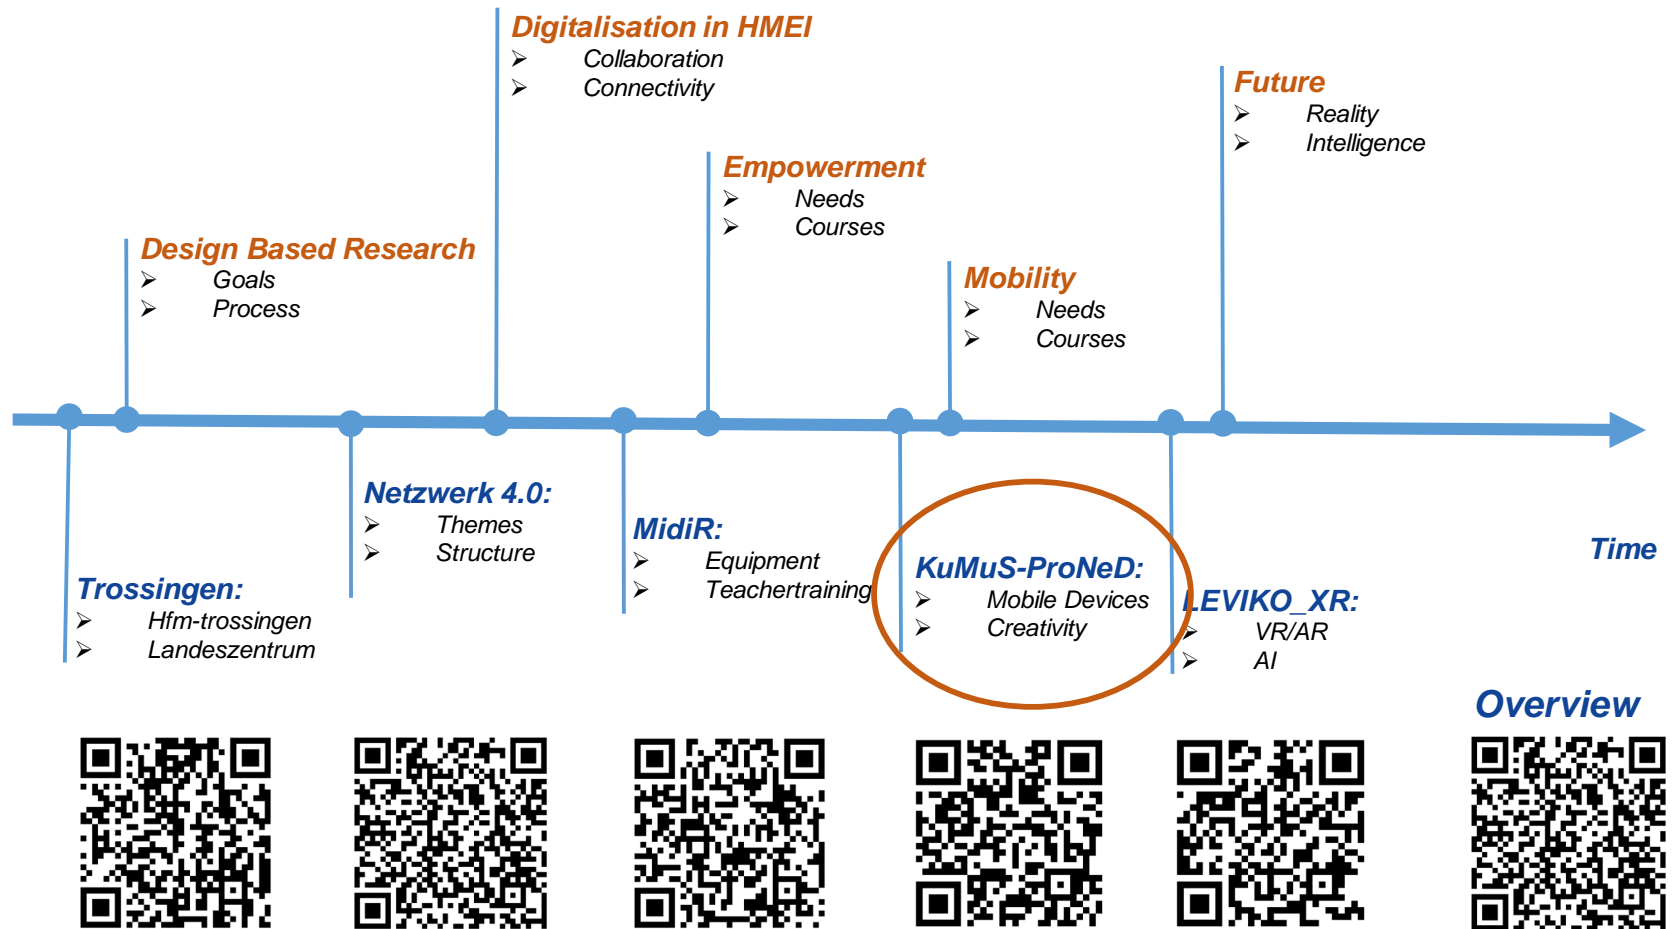 Digitalisation in HMEI
➢ Collaboration
➢ Connectivity
Future
➢ Reality
➢ Intelligence
Empowerment
➢ Needs
➢ Courses
Design Based Research
➢ Goals
➢ Process
Mobility
➢ Needs
➢ Courses
Netzwerk 4.0:
➢ Themes
➢ Structure
MidiR:
➢ Equipment
➢ Teachertraining
Time
KuMuS-ProNeD:
➢ Mobile Devices
➢ Creativity
Trossingen:
➢ Hfm-trossingen
➢ Landeszentrum
LEVIKO_XR:
➢ VR/AR
➢ AI
Overview